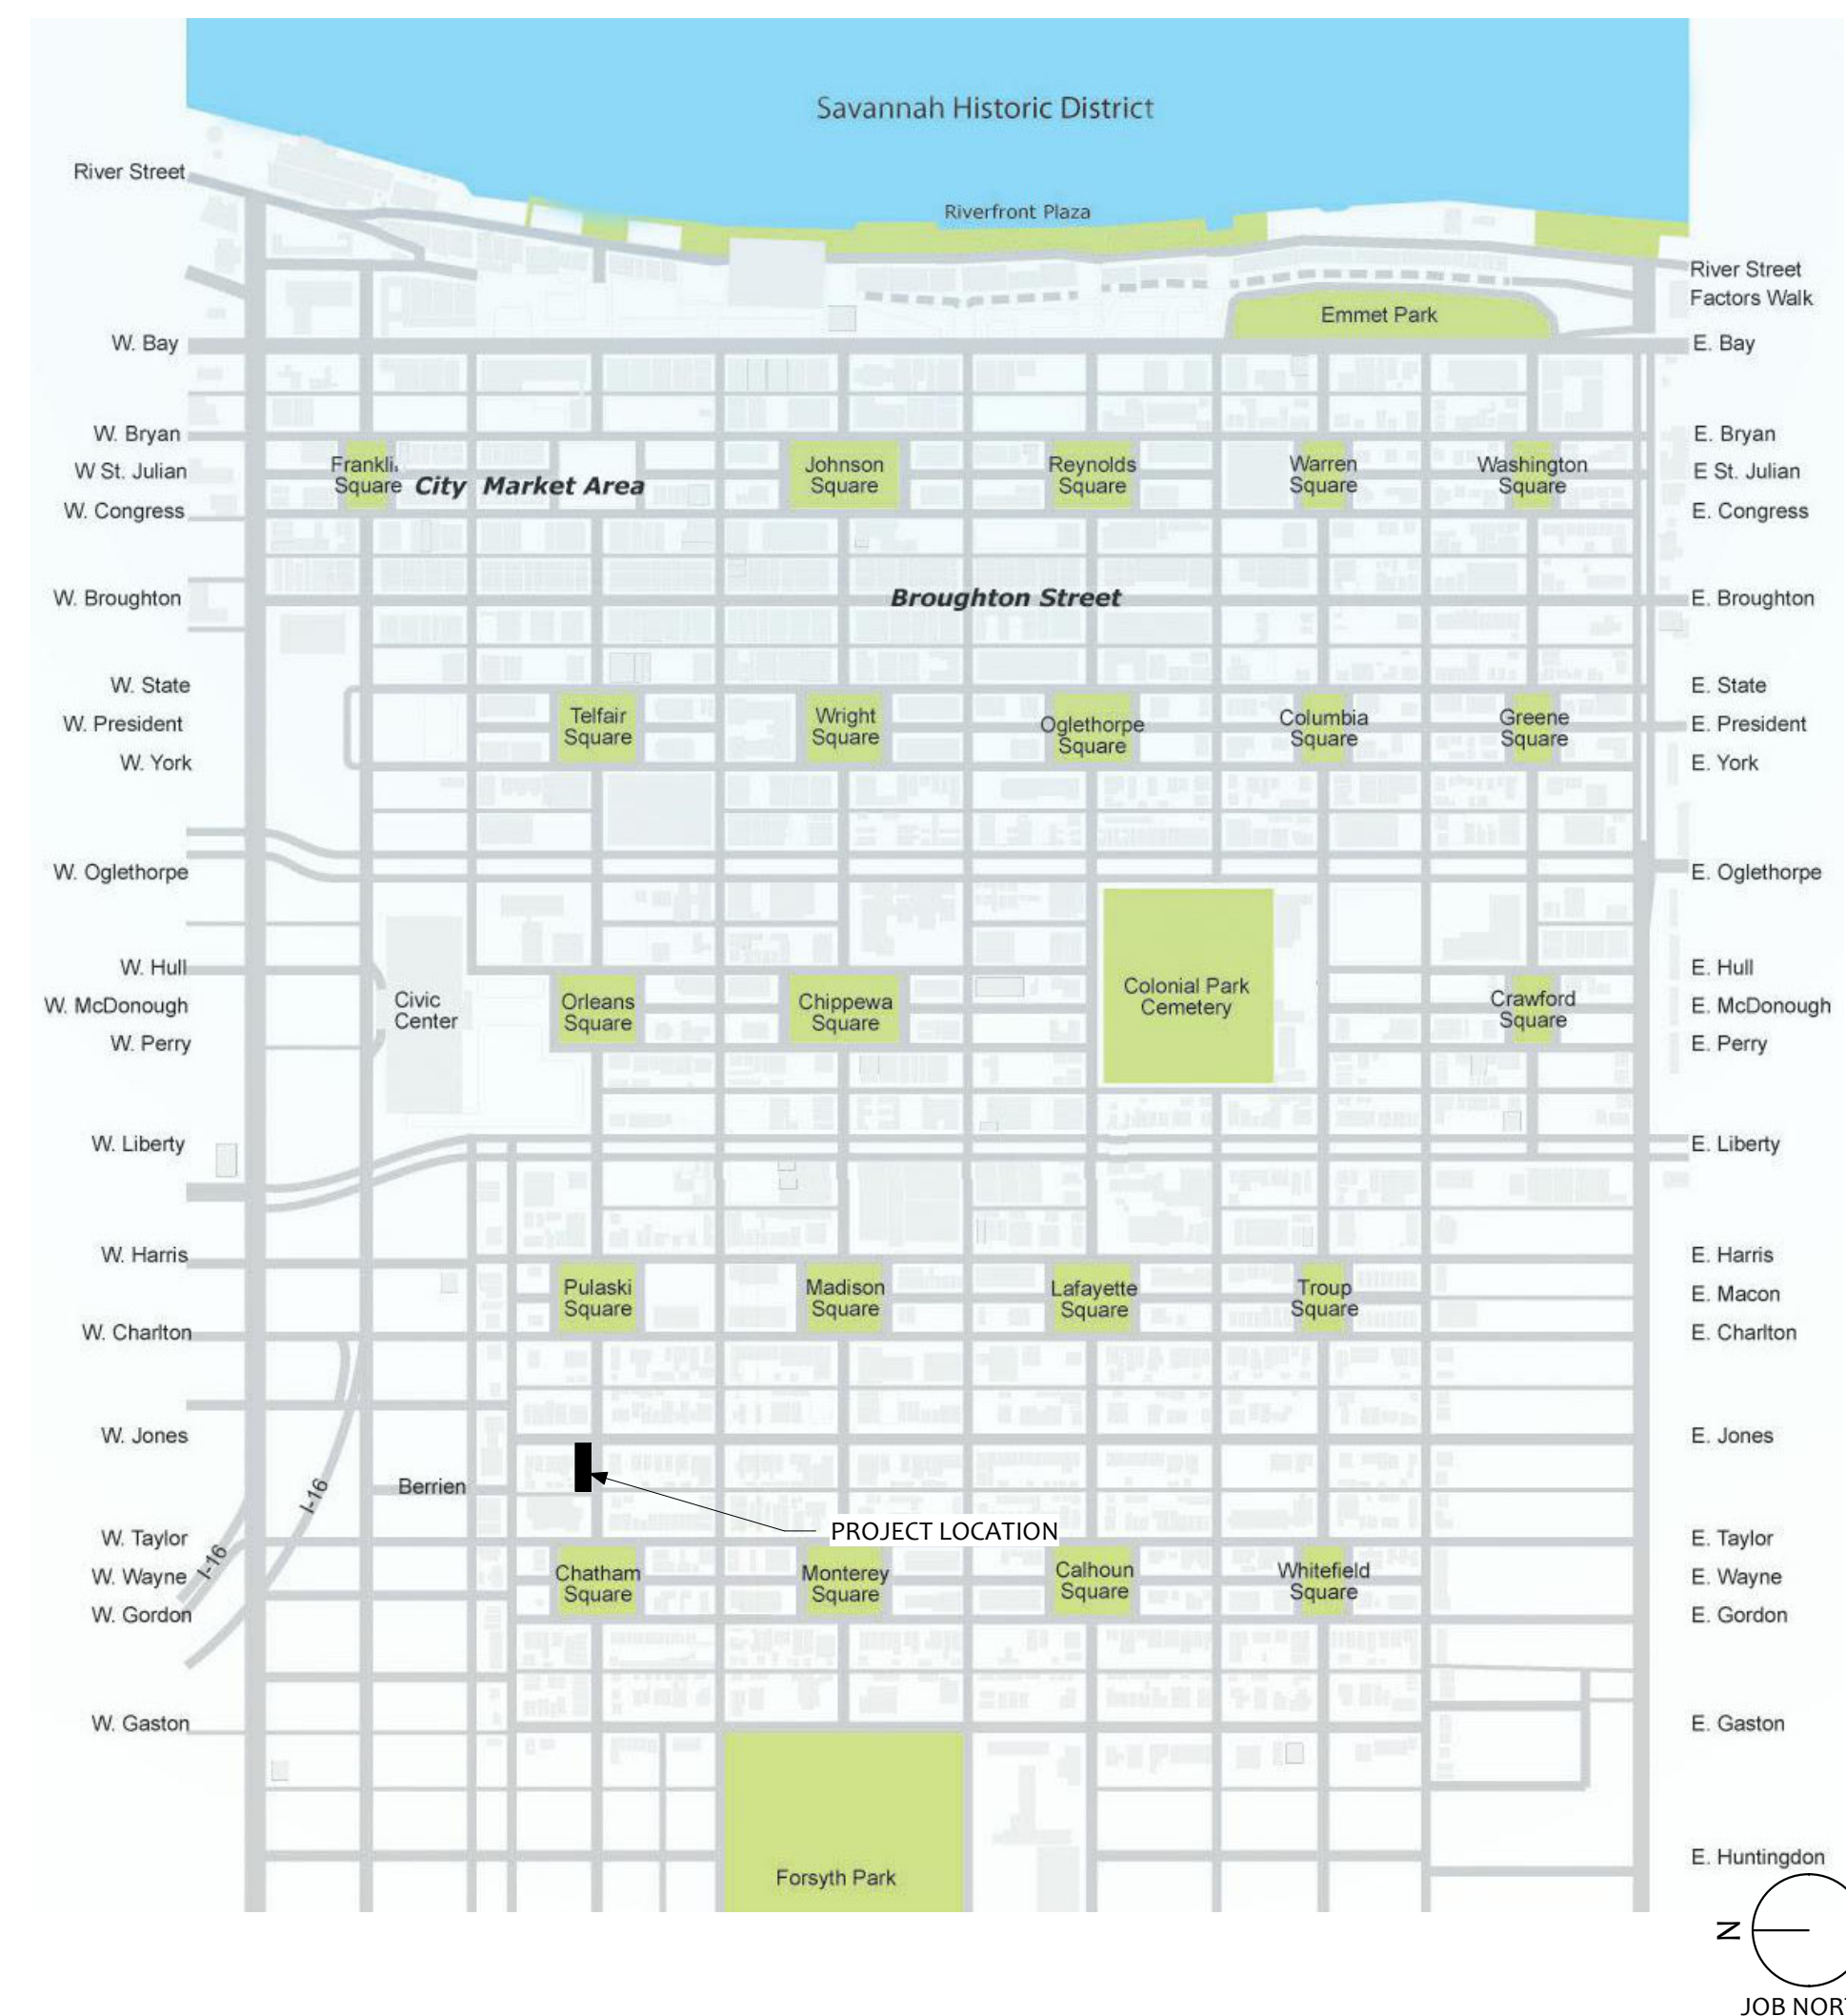 Savannah Historic District
River Street
Riverfront Plaza
River Street
Factors Walk
Emmet Park
W. Bay
E. Bay
W. Bryan
E. Bryan
W St. Julian
Franklin
Square
City Market Area
Johnson
Square
Reynolds
Square
Warren
Square
Washington
Square
E St. Julian
W. Congress
E. Congress
W. Broughton
Broughton Street
E. Broughton
W. State
E. State
W. President
Telfair
Square
Wright
Square
Oglethorpe
Square
Columbia
Square
Greene
Square
E. President
W. York
E. York
W. Oglethorpe
E. Oglethorpe
W. Hull
E. Hull
W. McDonough
Civic
Center
Orleans
Square
Chippewa
Square
Colonial Park
Cemetery
Crawford
Square
E. McDonough
W. Perry
E. Perry
W. Liberty
E. Liberty
W. Harris
E. Harris
Pulaski
Square
Madison
Square
Lafayette
Square
Troup
Square
E. Macon
W. Charlton
E. Charlton
W. Jones
E. Jones
I-16
Berrien
PROJECT LOCATION
W. Taylor
E. Taylor
I-16
W. Wayne
Chatham
Square
Monterey
Square
Calhoun
Square
Whitefield
Square
E. Wayne
W. Gordon
E. Gordon
W. Gaston
E. Gaston
Forsyth Park
E. Huntingdon
N
JOB NOR